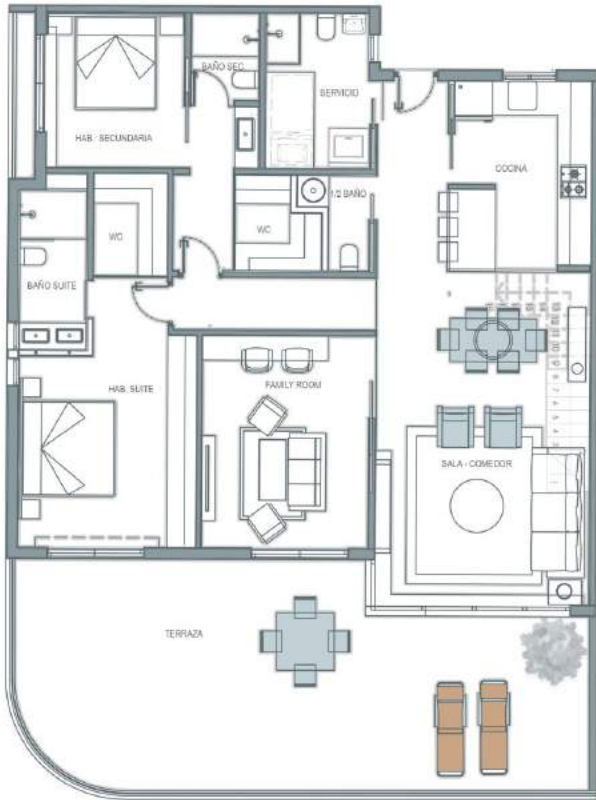 BAÑO SEC.
SERVICIO
HAB. SECUNDARIA
COCINA
1/2 BAÑO
WC
WC
BAÑO SUITE
HAB. SUITE
FAMILY ROOM
SALA - COMEDOR
TERRAZA